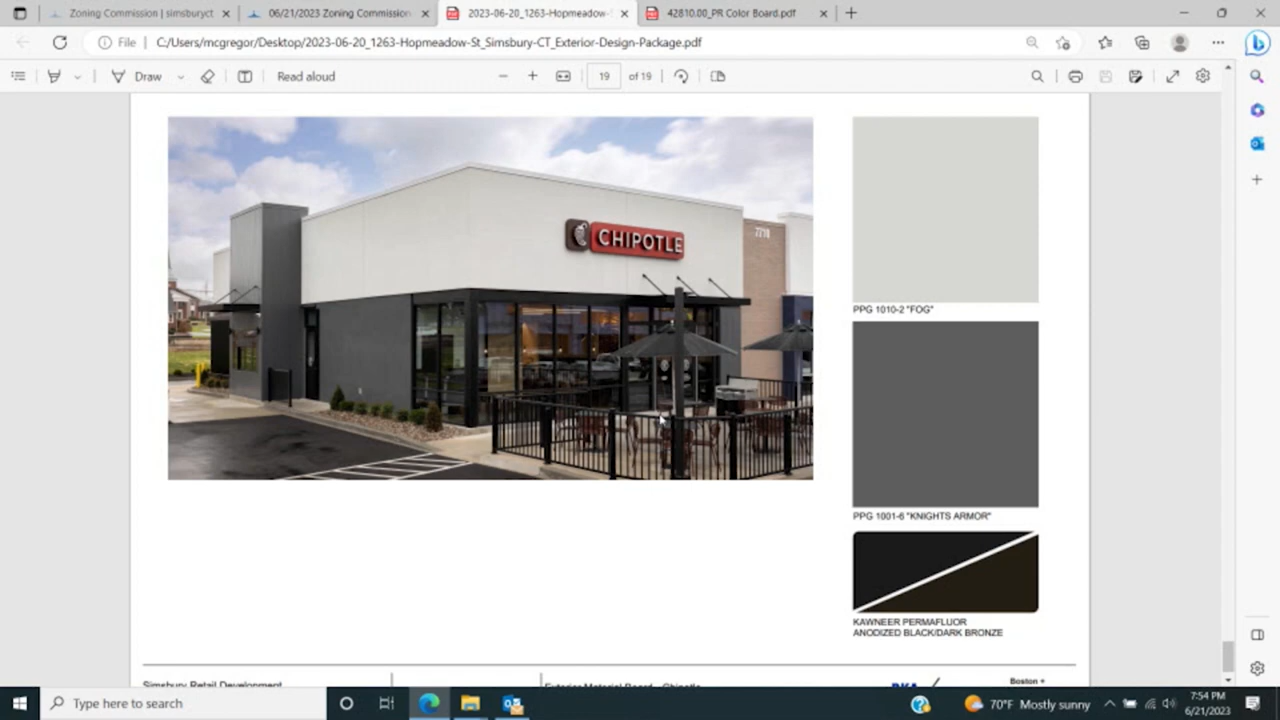 Zoning Commission | simsburyct
06/21/2023 Zoning Commission
2023-06-20_1263-Hopmeadow-
42810.00_PR Color Board.pdf
File
C:/Users/mcgregor/Desktop/2023-06-20_1263-Hopmeadow-St_Simsbury-CT_Exterior-Design-Package.pdf
Draw
Read aloud
19 of 19
CHIPOTLE
7718
PPG 1010-2 "FOG"
PPG 1001-6 "KNIGHTS ARMOR"
KAWNEER PERMAFLUOR
ANODIZED BLACK/DARK BRONZE
Simsbury Retail Development
Exterior Material Board - Chipotle
Boston +
Type here to search
70°F Mostly sunny
7:54 PM
6/21/2023